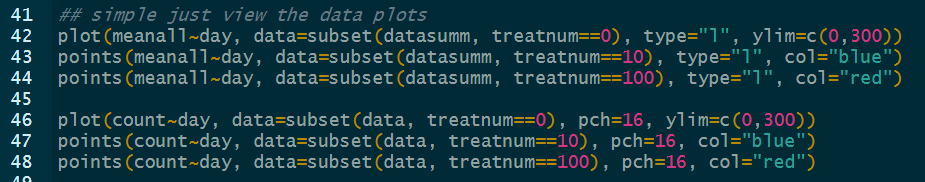 41 ## simple just view the data plots
42 plot(meanall~day, data=subset(datasumm, treatnum==0), type="l", ylim=c(0,300))
43 points(meanall~day, data=subset(datasumm, treatnum==10), type="l", col="blue")
44 points(meanall~day, data=subset(datasumm, treatnum==100), type="l", col="red")
45
46 plot(count~day, data=subset(data, treatnum==0), pch=16, ylim=c(0,300))
47 points(count~day, data=subset(data, treatnum==10), pch=16, col="blue")
48 points(count~day, data=subset(data, treatnum==100), pch=16, col="red")